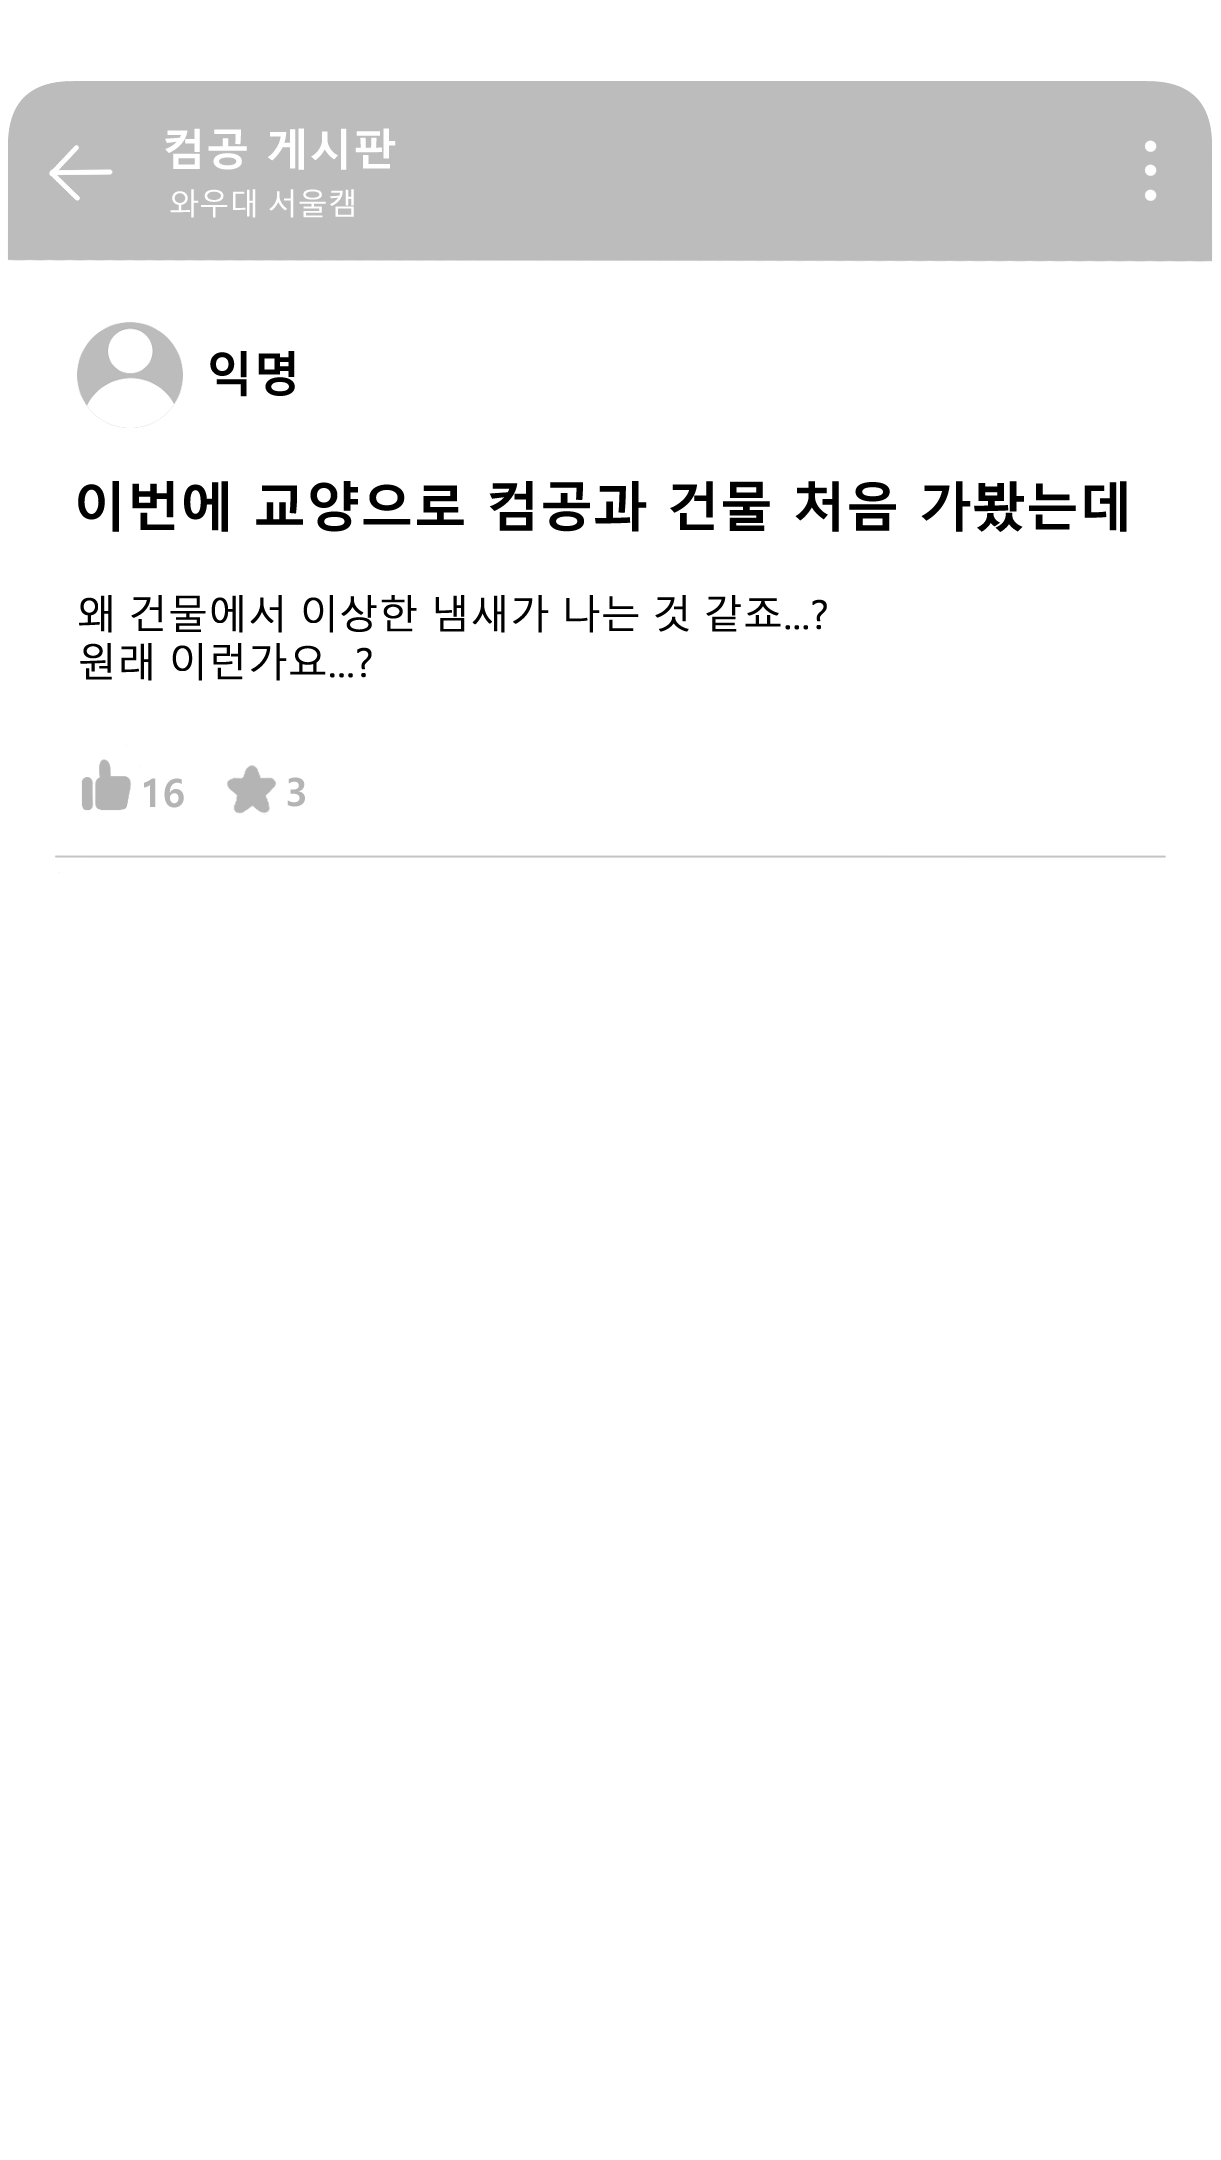 컴공 게시판
와우대 서울캠
익명
이번에 교양으로 컴공과 건물 처음 가봤는데
왜 건물에서 이상한 냄새가 나는 것 같죠...?
원래 이런가요...?
16 3